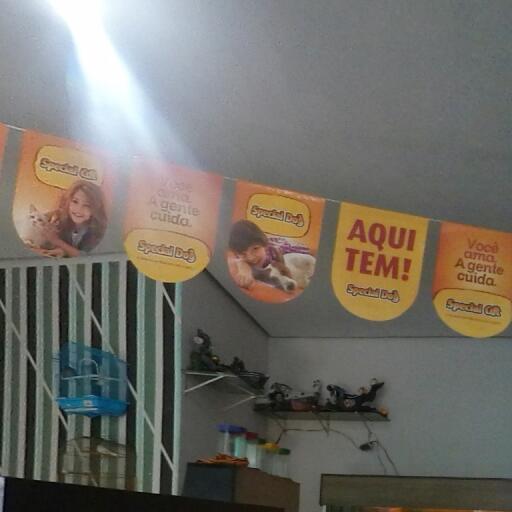 Special Cat
Você
ama.
A gente
cuida.
Special Dog
Special Dog
AQUI
TEM!
Special Dog
Você
ama.
A gente
cuida.
Special Cat